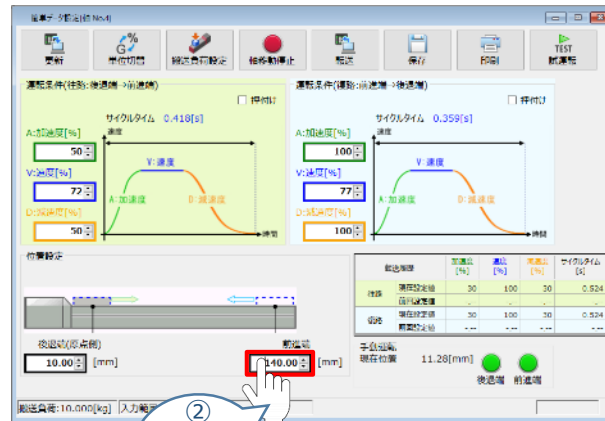 簡単データ設定[軸 No.4]
更新
単位切替
搬送負荷設定
軸移動停止
転送
保存
印刷
TEST
試運転
運転条件(往路:後退端→前進端)
押付け
サイクルタイム 0.418[s]
A:加速度[%]
50
V:速度[%]
72
D:減速度[%]
50
速度
V:速度
A:加速度
D:減速度
時間
運転条件(復路:前進端→後退端)
押付け
サイクルタイム 0.359[s]
A:加速度[%]
100
V:速度[%]
77
D:減速度[%]
100
速度
V:速度
A:加速度
D:減速度
時間
位置設定
後退端(原点側)
10.00 [mm]
前進端
140.00 [mm]
転送履歴 加速度[%] 速度[%] 減速度[%] サイクルタイム[s]
往路 現在設定値 30 100 30 0.524
前回設定値 - - - -.--
復路 現在設定値 30 100 30 0.524
前回設定値 -.-- - -.-- -.--
手動運転
現在位置 11.28[mm]
後退端 前進端
搬送負荷:10.000[kg]
入力範
②